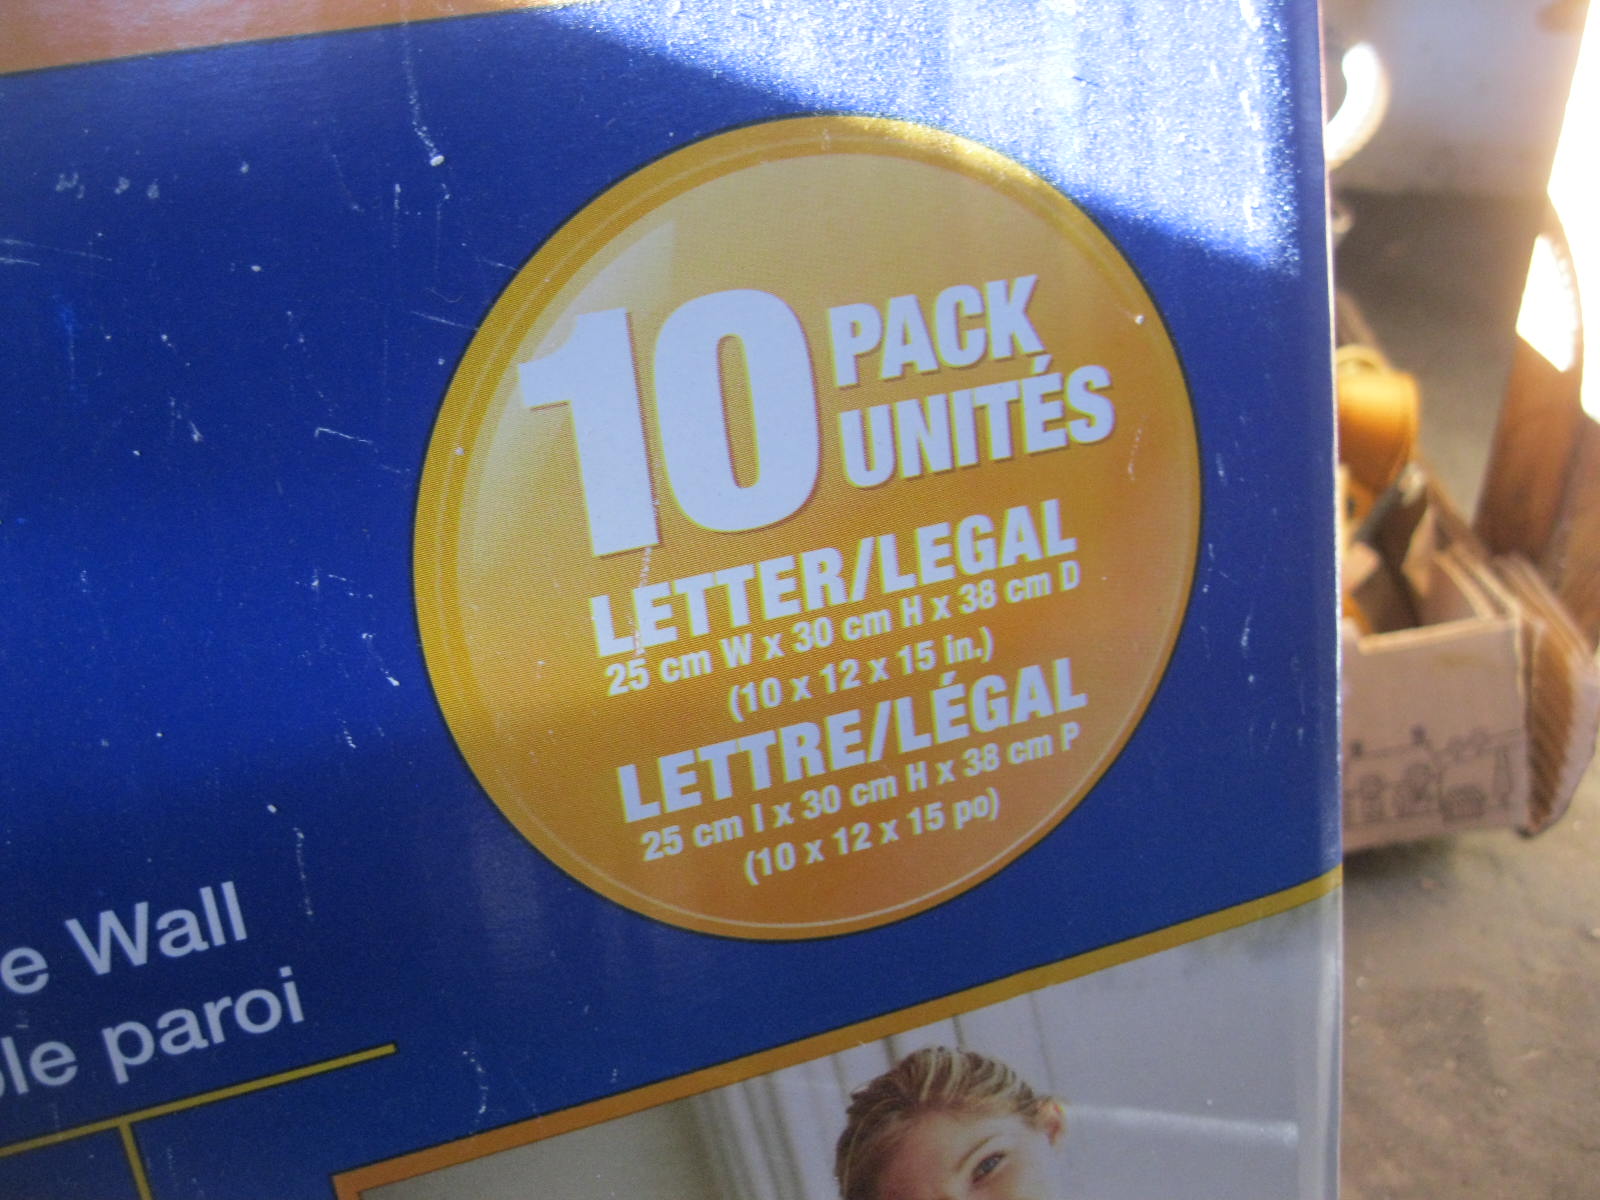 10 PACK
UNITÉS
LETTER/LEGAL
25 cm W x 30 cm H x 38 cm D
(10 x 12 x 15 in.)
LETTRE/LÉGAL
25 cm l x 30 cm H x 38 cm P
(10 x 12 x 15 po)
e Wall
le paroi